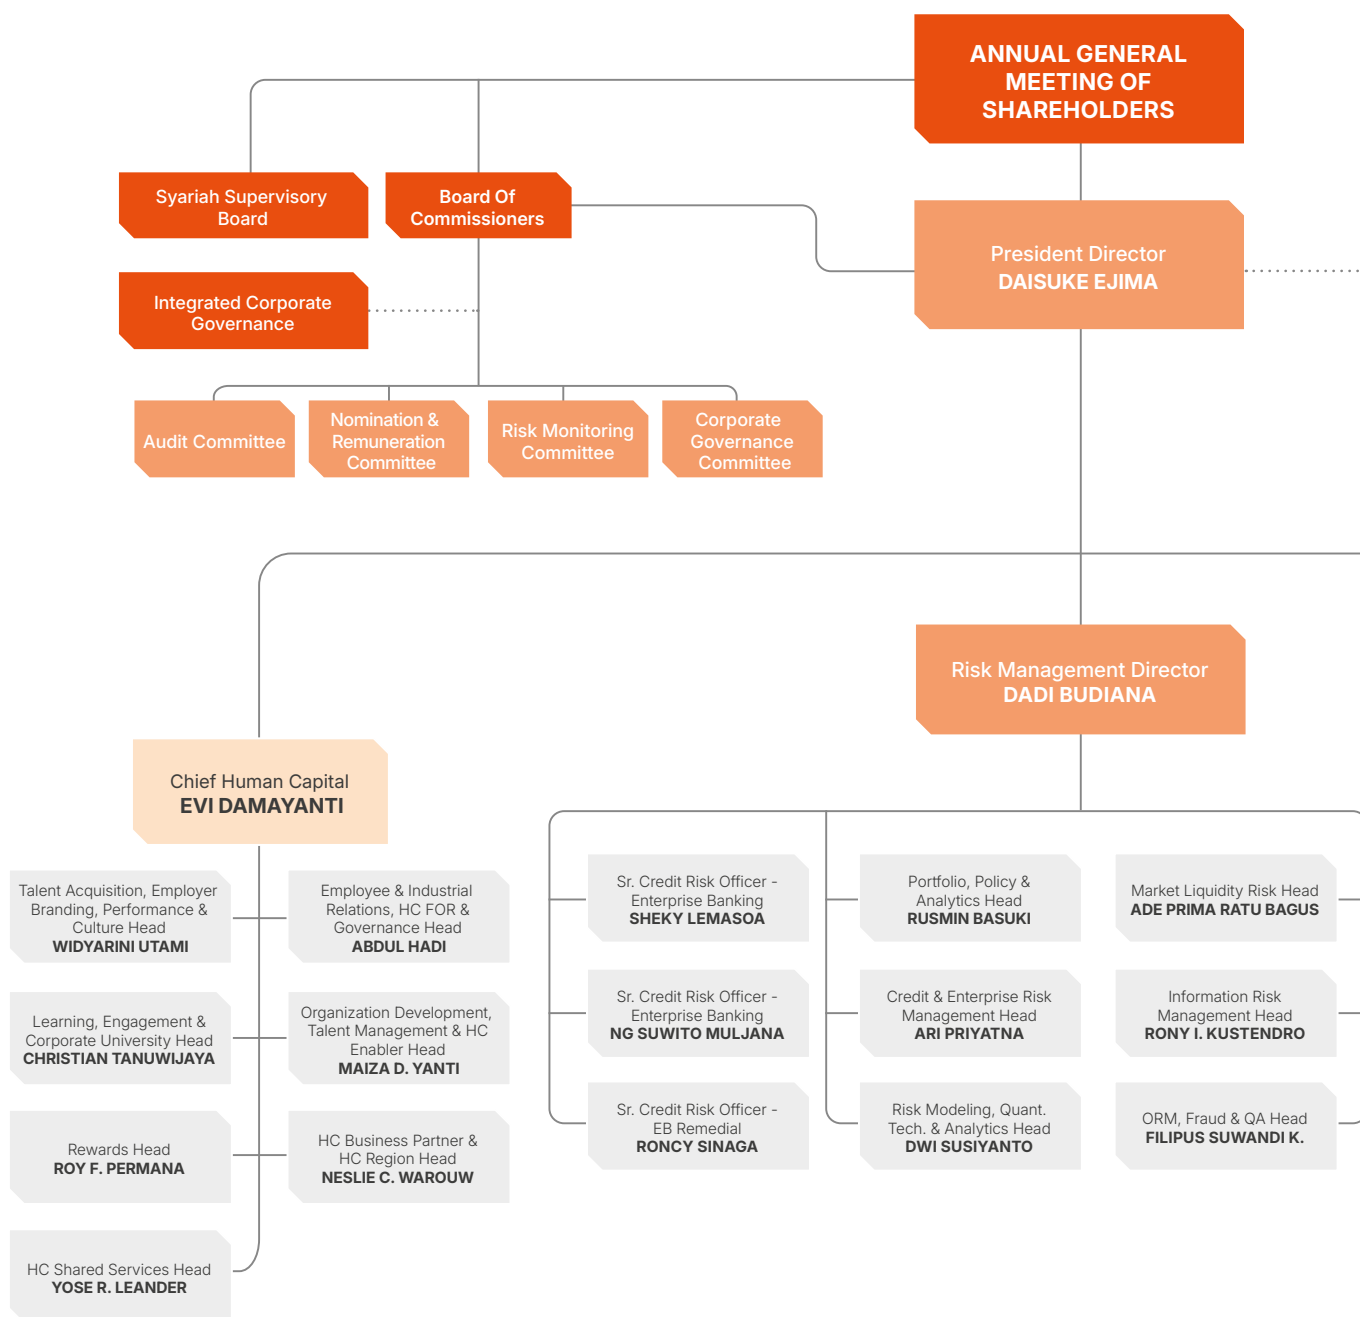 ANNUAL GENERAL
MEETING OF
SHAREHOLDERS
Syariah Supervisory
Board
Board Of
Commissioners
President Director
DAISUKE EJIMA
Integrated Corporate
Governance
Audit Committee
Nomination &
Remuneration
Committee
Risk Monitoring
Committee
Corporate
Governance
Committee
Risk Management Director
DADI BUDIANA
Chief Human Capital
EVI DAMAYANTI
Talent Acquisition, Employer
Branding, Performance &
Culture Head
WIDYARINI UTAMI
Employee & Industrial
Relations, HC FOR &
Governance Head
ABDUL HADI
Learning, Engagement &
Corporate University Head
CHRISTIAN TANUWIJAYA
Organization Development,
Talent Management & HC
Enabler Head
MAIZA D. YANTI
Rewards Head
ROY F. PERMANA
HC Business Partner &
HC Region Head
NESLIE C. WAROUW
HC Shared Services Head
YOSE R. LEANDER
Sr. Credit Risk Officer -
Enterprise Banking
SHEKY LEMASOA
Portfolio, Policy &
Analytics Head
RUSMIN BASUKI
Market Liquidity Risk Head
ADE PRIMA RATU BAGUS
Sr. Credit Risk Officer -
Enterprise Banking
NG SUWITO MULJANA
Credit & Enterprise Risk
Management Head
ARI PRIYATNA
Information Risk
Management Head
RONY I. KUSTENDRO
Sr. Credit Risk Officer -
EB Remedial
RONCY SINAGA
Risk Modeling, Quant.
Tech. & Analytics Head
DWI SUSIYANTO
ORM, Fraud & QA Head
FILIPUS SUWANDI K.